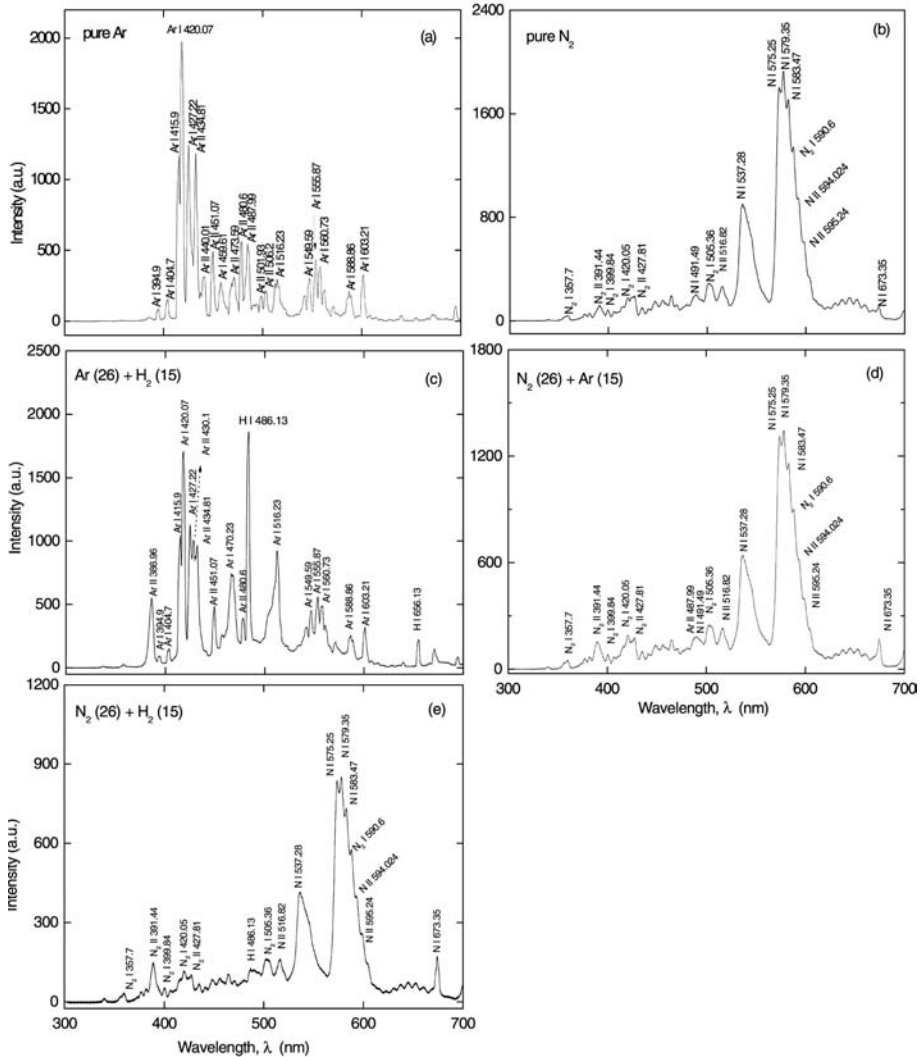 pure Ar
(a)
Intensity (a.u.)
2000
1500
1000
500
0
Ar I 394.9
Ar I 404.7
Ar I 415.9
Ar I 420.07
Ar I 427.22
Ar II 434.81
Ar II 440.01
Ar II 451.07
Ar I 459.61
Ar II 473.59
Ar II 480.6
Ar II 487.99
Ar I 501.93
Ar II 506.2
Ar I 516.23
Ar I 549.59
Ar I 555.87
Ar I 560.73
Ar I 588.86
Ar I 603.21
pure N₂
(b)
2400
1600
800
0
N₂ I 357.7
N₂ II 391.44
N₂ I 399.84
N₂ I 420.05
N₂ II 427.81
N I 491.49
N₂ I 505.36
N II 516.82
N I 537.28
N I 575.25
N I 579.35
N I 583.47
N₂ I 590.6
N II 594.024
N II 595.24
N I 673.35
Ar (26) + H₂ (15)
(c)
Intensity (a.u.)
2500
2000
1500
1000
500
0
Ar II 386.96
Ar I 394.9
Ar I 404.7
Ar I 415.9
Ar I 420.07
Ar I 427.22
Ar II 430.1
Ar II 434.81
Ar II 451.07
Ar I 470.23
Ar II 480.6
H I 486.13
Ar I 516.23
Ar I 549.59
Ar I 555.87
Ar I 560.73
Ar I 588.86
Ar I 603.21
H I 656.13
N₂ (26) + Ar (15)
(d)
1800
1200
600
0
N₂ I 357.7
N₂ II 391.44
N₂ I 399.84
N₂ I 420.05
N₂ II 427.81
Ar II 487.99
N I 491.49
N₂ I 505.36
N II 516.82
N I 537.28
N I 575.25
N I 579.35
N I 583.47
N₂ I 590.6
N II 594.024
N II 595.24
N I 673.35
300 400 500 600 700
Wavelength, λ (nm)
N₂ (26) + H₂ (15)
(e)
Intensity (a.u.)
1200
900
600
300
0
N₂ I 357.7
N₂ II 391.44
N₂ I 399.84
N₂ I 420.05
N₂ II 427.81
H I 486.13
N₂ I 505.36
N II 516.82
N I 537.28
N I 575.25
N I 579.35
N I 583.47
N₂ I 590.6
N II 594.024
N II 595.24
N I 673.35
300 400 500 600 700
Wavelength, λ (nm)